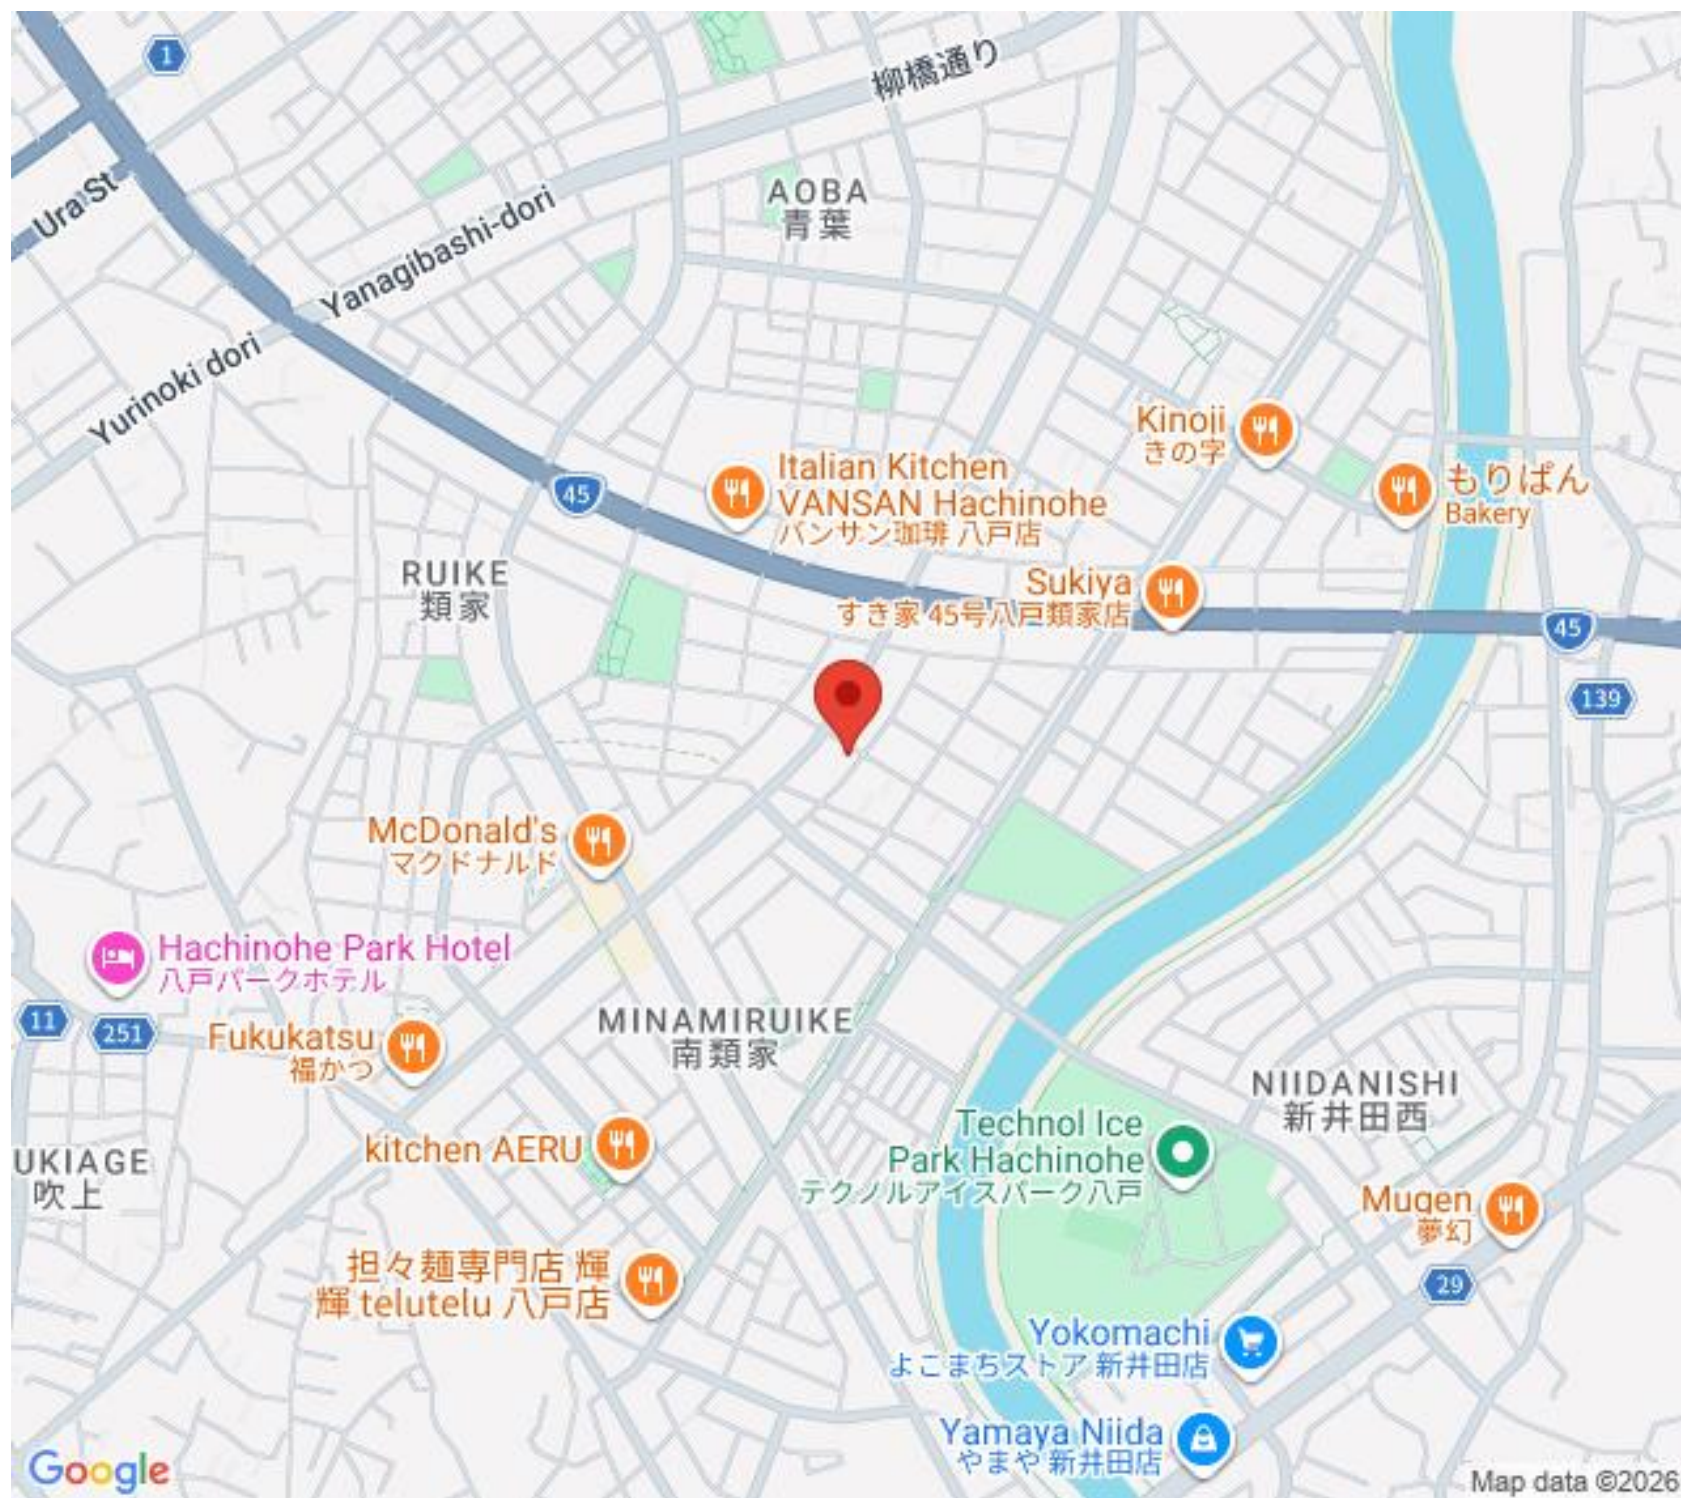 1
柳橋通り
Ura St
AOBA
青葉
Yanagibashi-dori
Yurinoki dori
Kinoji
きの字
Italian Kitchen
VANSAN Hachinohe
バンサン珈琲 八戸店
もりぱん
Bakery
45
RUIKE
類家
Sukiya
すき家 45号八戸類家店
45
139
McDonald's
マクドナルド
Hachinohe Park Hotel
八戸パークホテル
11
251
Fukukatsu
福かつ
MINAMIRUIKE
南類家
NIIDANISHI
新井田西
Technol Ice
Park Hachinohe
テクノルアイスパーク八戸
kitchen AERU
UKIAGE
吹上
Mugen
夢幻
担々麺専門店 輝
輝 telutelu 八戸店
29
Yokomachi
よこまちストア 新井田店
Yamaya Niida
やまや 新井田店
Google
Map data ©2026